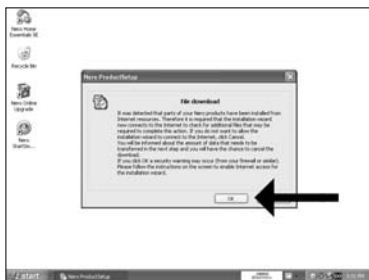 Nero Home
Essentials SE
Recycle Bin
Nero Online
Upgrade
Nero
StartSm...
Nero ProductSetup
File download
It was detected that parts of your Nero products have been installed from
Internet resources. Therefore it is required that the installation wizard
now connects to the Internet to check for additional files that may be
required to complete the action. If you do not want to allow the
installation wizard to connect to the Internet, click Cancel.
You will be informed about the amount of data that needs to be
transferred in the next step and you will have the chance to cancel the
download.
If you click OK a security warning may occur (from your firewall or similar).
Please follow the instructions on the screen to enable Internet access for
the installation wizard.
OK
start
Nero ProductSetup